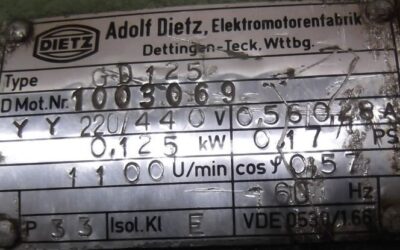 DIETZ Adolf Dietz, Elektromotorenfabrik
Dettingen-Teck, Wttbg.
Type GD 125
D Mot.Nr. 1003069
Y Y 220/440 V 0,56 0,28 A
0,125 kW 0,17 PS
1100 U/min cos φ 0,57
60 Hz
P 33 Isol.Kl E VDE 0530/1.66